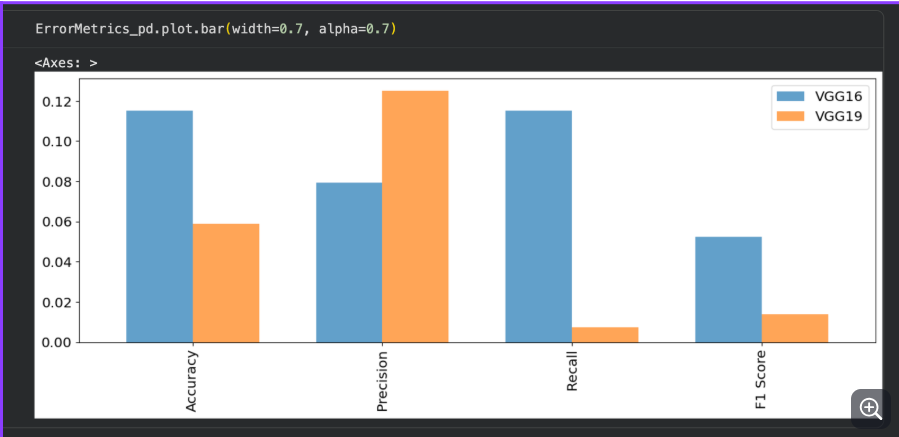 ErrorMetrics_pd.plot.bar(width=0.7, alpha=0.7)
<Axes: >
VGG16
VGG19
0.12
0.10
0.08
0.06
0.04
0.02
0.00
Accuracy
Precision
Recall
F1 Score